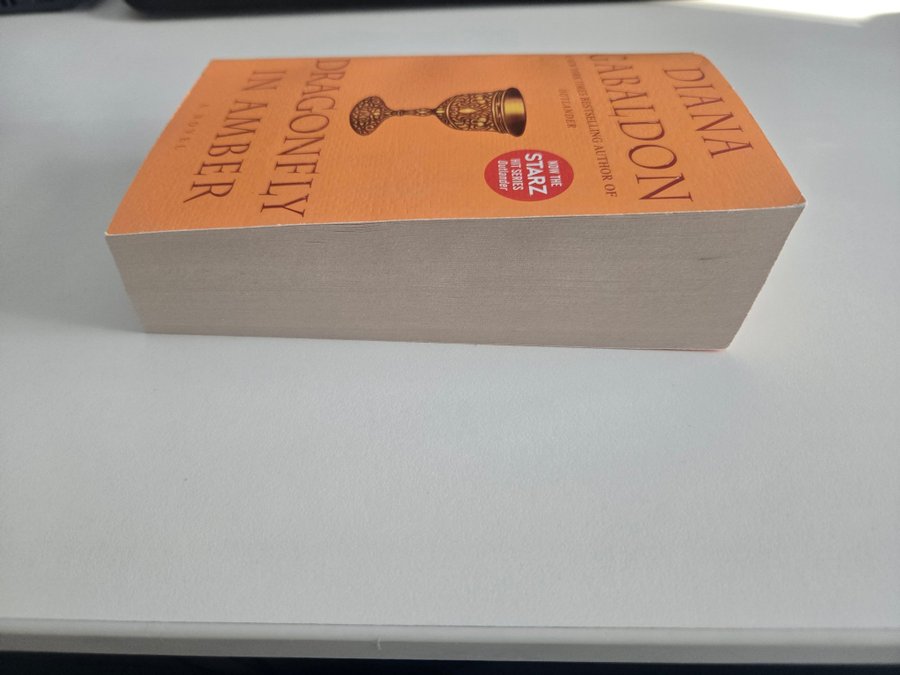 DIANA
GABALDON
NEW YORK TIMES BESTSELLING AUTHOR OF
OUTLANDER
NOW THE
STARZ
HIT SERIES
Outlander
DRAGONFLY
IN AMBER
A NOVEL